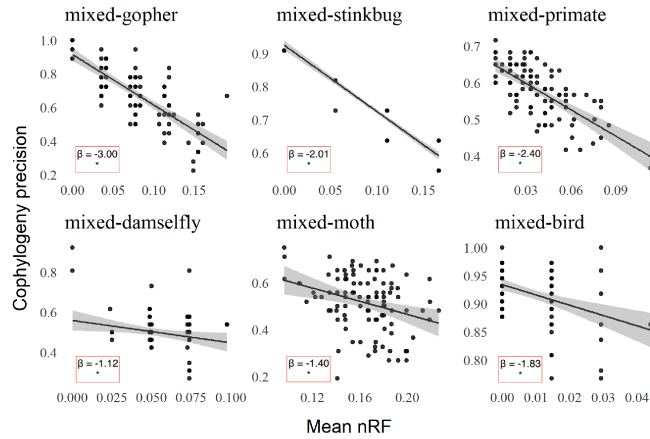 mixed-gopher mixed-stinkbug mixed-primate
Cophylogeny precision
1.0
0.8
0.6
0.4
0.2
β = -3.00
*
0.00 0.05 0.10 0.15
0.9
0.8
0.7
0.6
β = -2.01
*
0.00 0.05 0.10 0.15
0.7
0.6
0.5
0.4
β = -2.40
*
0.03 0.06 0.09
mixed-damselfly mixed-moth mixed-bird
0.8
0.6
0.4
β = -1.12
*
0.000 0.025 0.050 0.075 0.100
0.6
0.4
0.2
β = -1.40
*
0.12 0.16 0.20
1.00
0.95
0.90
0.85
0.80
β = -1.83
*
0.00 0.01 0.02 0.03 0.04
Mean nRF